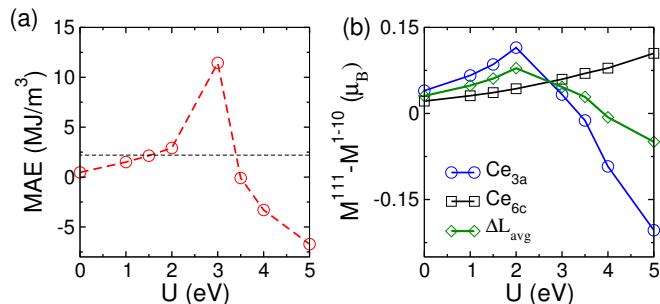 (a)
15
10
5
0
-5
MAE (MJ/m³)
0 1 2 3 4 5
U (eV)
(b)
0.15
0
-0.15
M¹¹¹-M¹⁻¹⁰ (μB)
Ce3a
Ce6c
ΔLavg
0 1 2 3 4 5
U (eV)